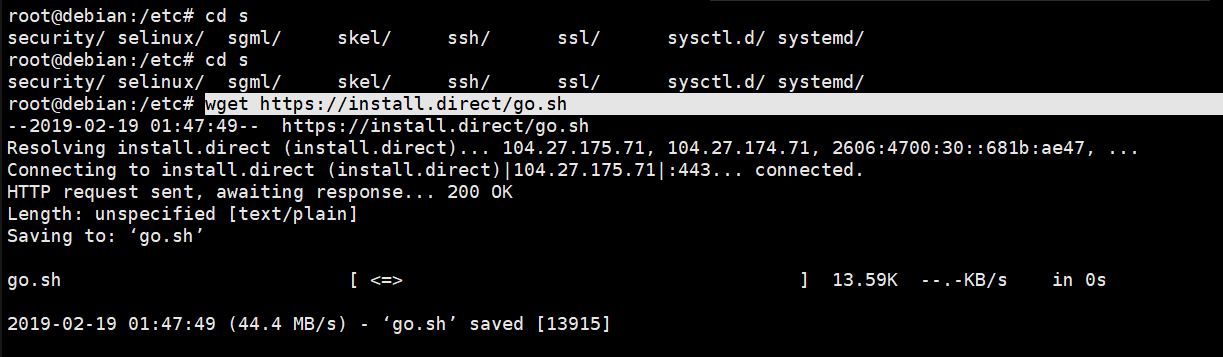 root@debian:/etc# cd s
security/ selinux/  sgml/     skel/     ssh/      ssl/      sysctl.d/ systemd/
root@debian:/etc# cd s
security/ selinux/  sgml/     skel/     ssh/      ssl/      sysctl.d/ systemd/
root@debian:/etc# wget https://install.direct/go.sh
--2019-02-19 01:47:49--  https://install.direct/go.sh
Resolving install.direct (install.direct)... 104.27.175.71, 104.27.174.71, 2606:4700:30::681b:ae47, ...
Connecting to install.direct (install.direct)|104.27.175.71|:443... connected.
HTTP request sent, awaiting response... 200 OK
Length: unspecified [text/plain]
Saving to: ‘go.sh’
go.sh                          [ <=>                                            ]  13.59K  --.-KB/s    in 0s
2019-02-19 01:47:49 (44.4 MB/s) - ‘go.sh’ saved [13915]